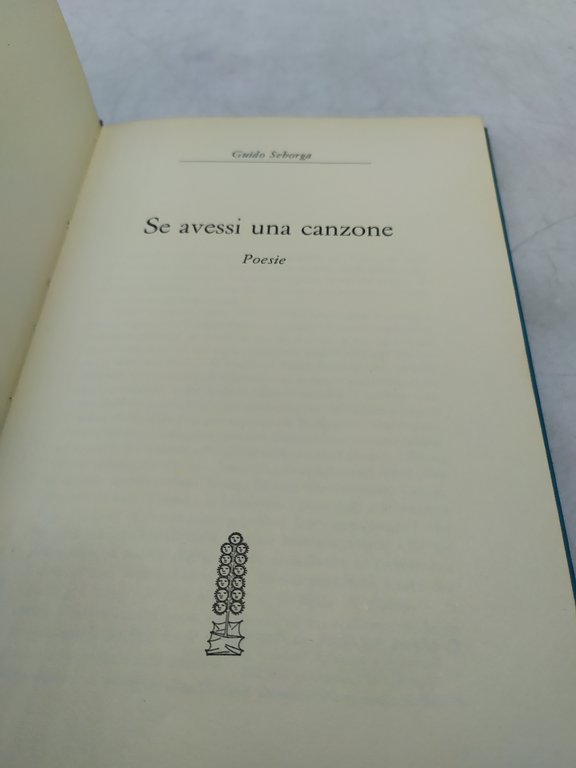 Guido Seborga
Se avessi una canzone
Poesie